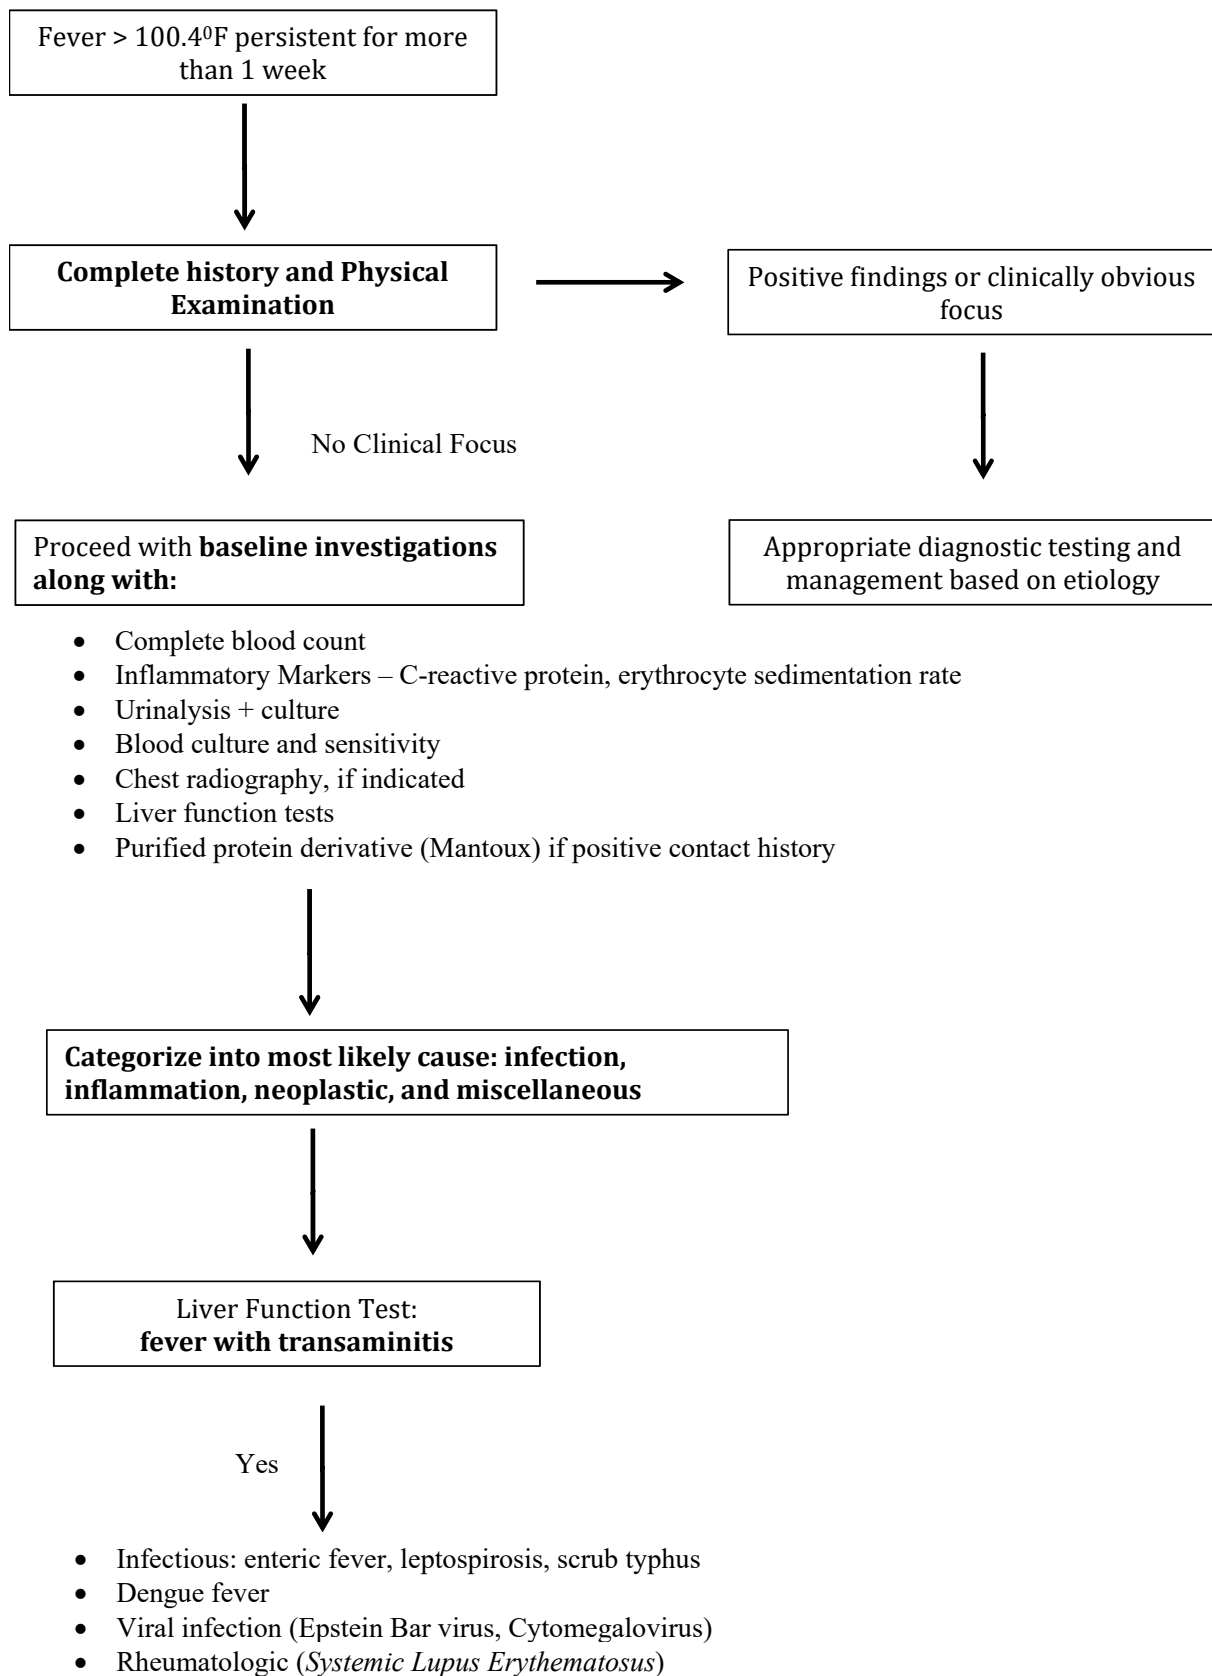 Fever > 100.4⁰F persistent for more
than 1 week
Complete history and Physical
Examination
Positive findings or clinically obvious
focus
No Clinical Focus
Proceed with baseline investigations
along with:
Appropriate diagnostic testing and
management based on etiology
• Complete blood count
• Inflammatory Markers – C-reactive protein, erythrocyte sedimentation rate
• Urinalysis + culture
• Blood culture and sensitivity
• Chest radiography, if indicated
• Liver function tests
• Purified protein derivative (Mantoux) if positive contact history
Categorize into most likely cause: infection,
inflammation, neoplastic, and miscellaneous
Liver Function Test:
fever with transaminitis
Yes
• Infectious: enteric fever, leptospirosis, scrub typhus
• Dengue fever
• Viral infection (Epstein Bar virus, Cytomegalovirus)
• Rheumatologic (Systemic Lupus Erythematosus)